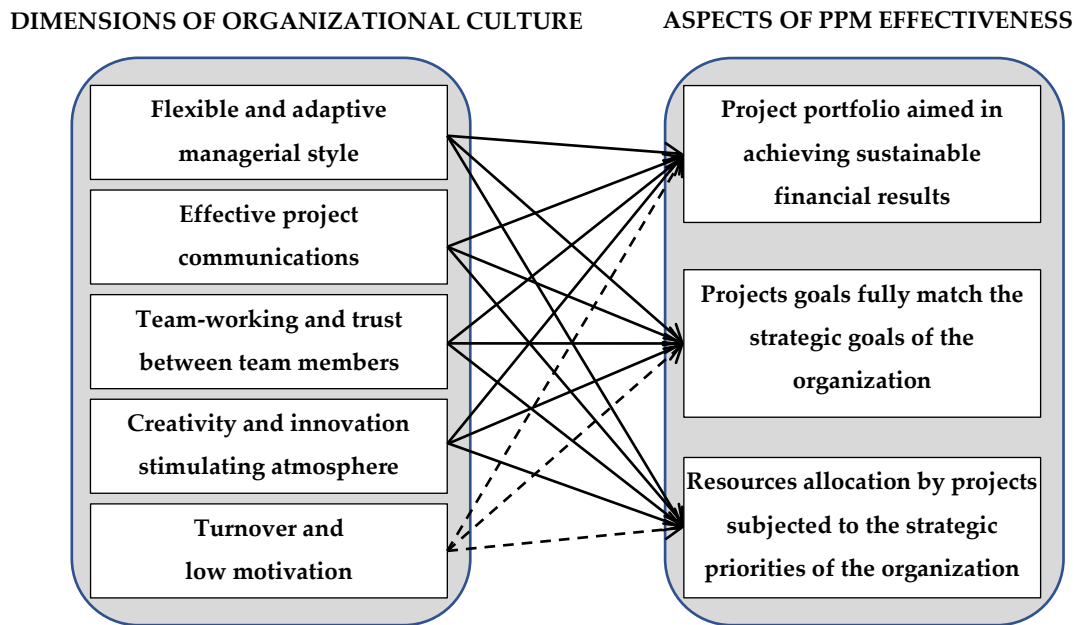 DIMENSIONS OF ORGANIZATIONAL CULTURE
Flexible and adaptive
managerial style
Effective project
communications
Team-working and trust
between team members
Creativity and innovation
stimulating atmosphere
Turnover and
low motivation
ASPECTS OF PPM EFFECTIVENESS
Project portfolio aimed in
achieving sustainable
financial results
Projects goals fully match the
strategic goals of the
organization
Resources allocation by projects
subjected to the strategic
priorities of the organization